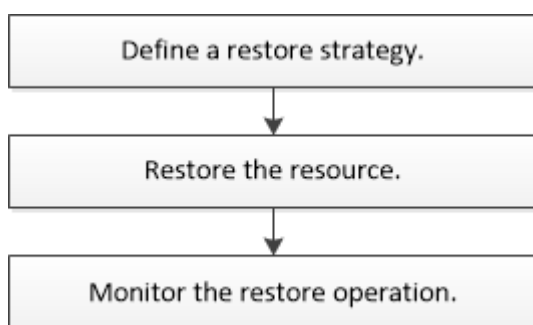 Define a restore strategy.
Restore the resource.
Monitor the restore operation.